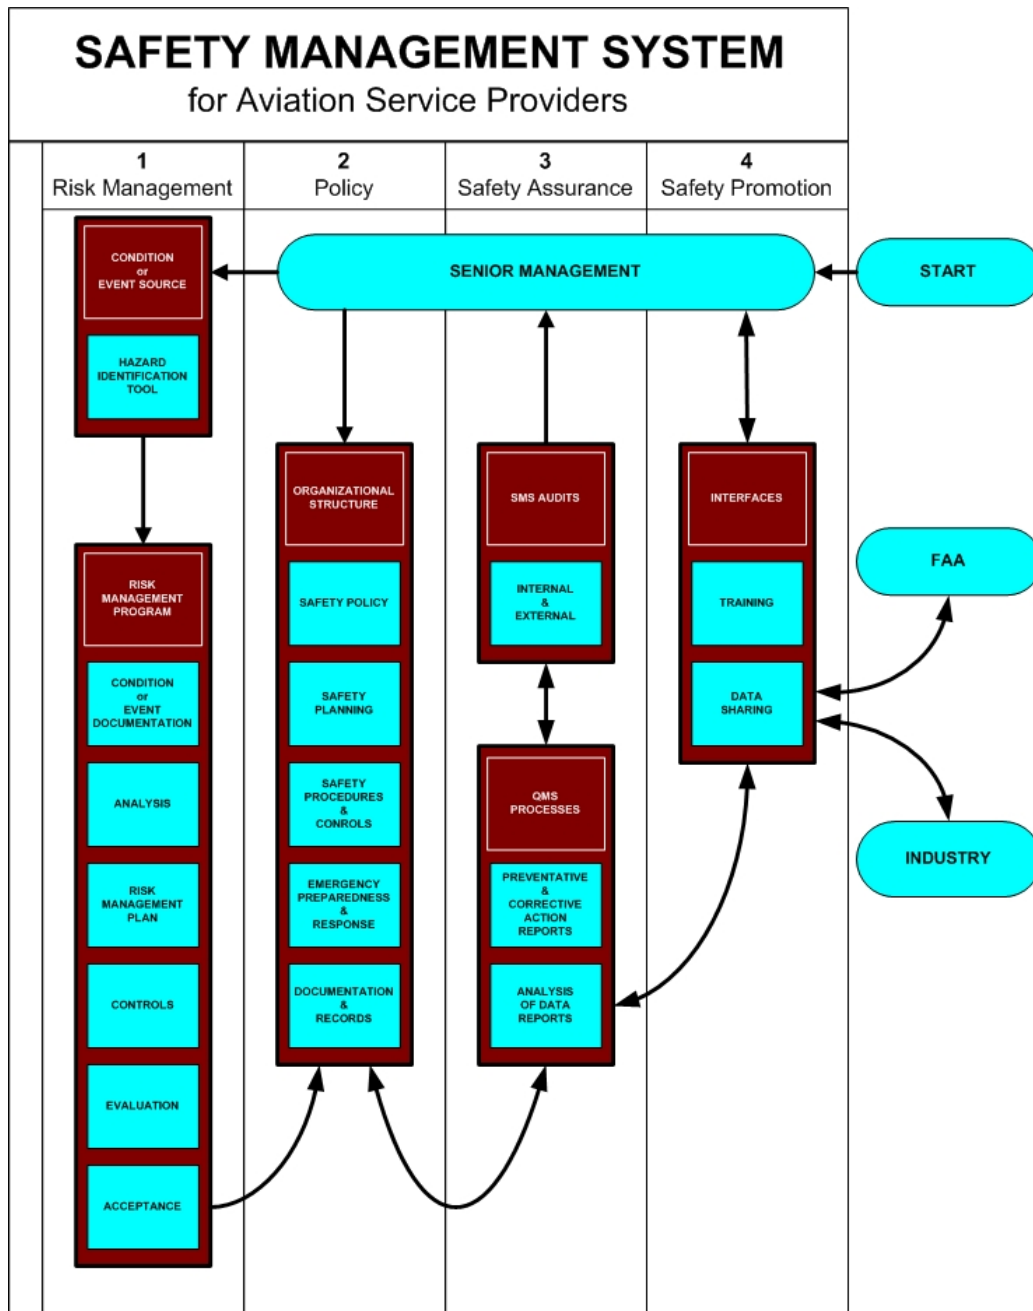 SAFETY MANAGEMENT SYSTEM
for Aviation Service Providers
1
Risk Management
2
Policy
3
Safety Assurance
4
Safety Promotion
CONDITION
or
EVENT SOURCE
HAZARD
IDENTIFICATION
TOOL
SENIOR MANAGEMENT
START
RISK
MANAGEMENT
PROGRAM
CONDITION
or
EVENT
DOCUMENTATION
ANALYSIS
RISK
MANAGEMENT
PLAN
CONTROLS
EVALUATION
ACCEPTANCE
ORGANIZATIONAL
STRUCTURE
SAFETY POLICY
SAFETY
PLANNING
SAFETY
PROCEDURES
&
CONROLS
EMERGENCY
PREPAREDNESS
&
RESPONSE
DOCUMENTATION
&
RECORDS
SMS AUDITS
INTERNAL
&
EXTERNAL
QMS
PROCESSES
PREVENTATIVE
&
CORRECTIVE
ACTION
REPORTS
ANALYSIS
OF DATA
REPORTS
INTERFACES
TRAINING
DATA
SHARING
FAA
INDUSTRY